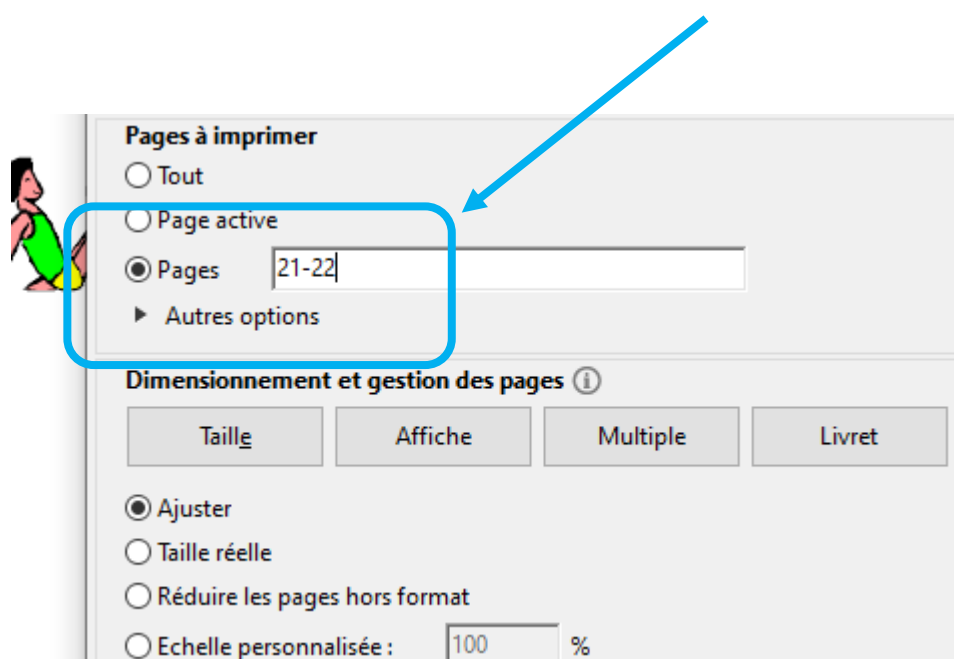 Pages à imprimer
Tout
Page active
Pages 21-22
Autres options
Dimensionnement et gestion des pages
Taille Affiche Multiple Livret
Ajuster
Taille réelle
Réduire les pages hors format
Echelle personnalisée : 100 %